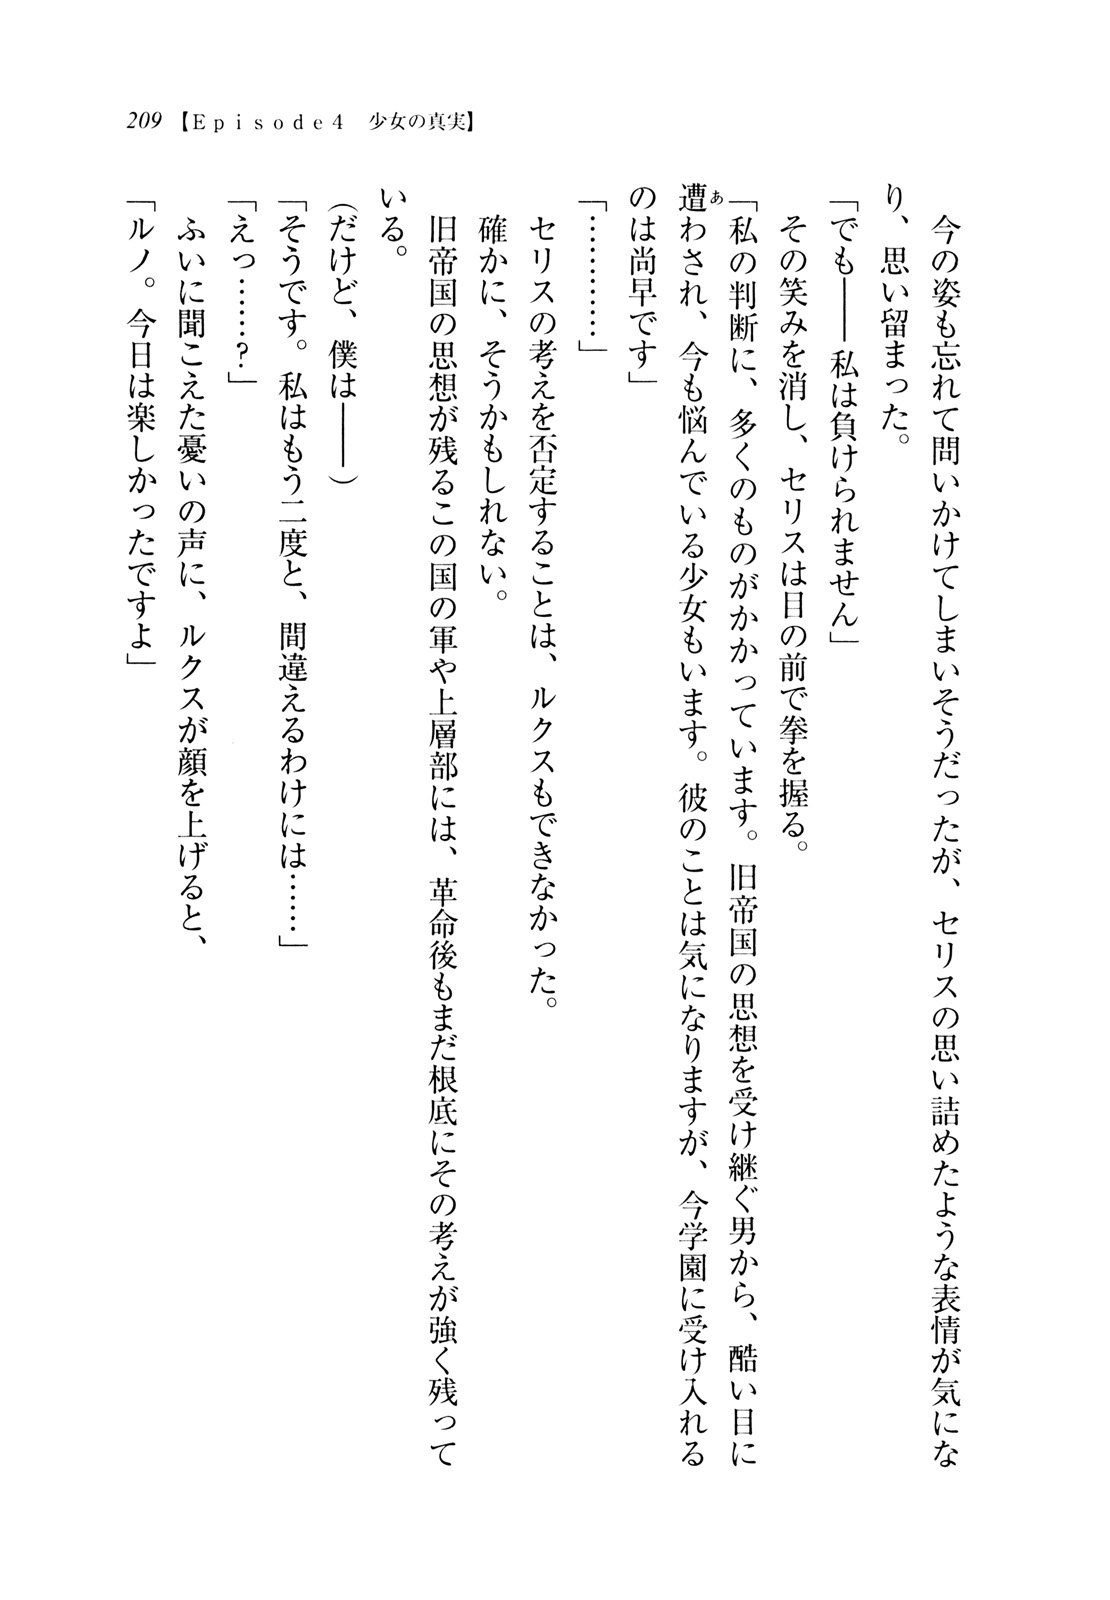 209 【Ｅｐｉｓｏｄｅ４　少女の真実】
　今の姿も忘れて問いかけてしまいそうだったが、セリスの思い詰めたような表情が気にな
り、思い留まった。
「でも――私は負けられません」
　その笑みを消し、セリスは目の前で拳を握る。
「私の判断に、多くのものがかかっています。旧帝国の思想を受け継ぐ男から、酷い目に
遭わされ、今も悩んでいる少女もいます。彼のことは気になりますが、今学園に受け入れる
あ
のは尚早です」
「…………」
　セリスの考えを否定することは、ルクスもできなかった。
　確かに、そうかもしれない。
　旧帝国の思想が残るこの国の軍や上層部には、革命後もまだ根底にその考えが強く残って
いる。
（だけど、僕は――）
「そうです。私はもう二度と、間違えるわけには……」
「えっ……？」
　ふいに聞こえた憂いの声に、ルクスが顔を上げると、
「ルノ。今日は楽しかったですよ」